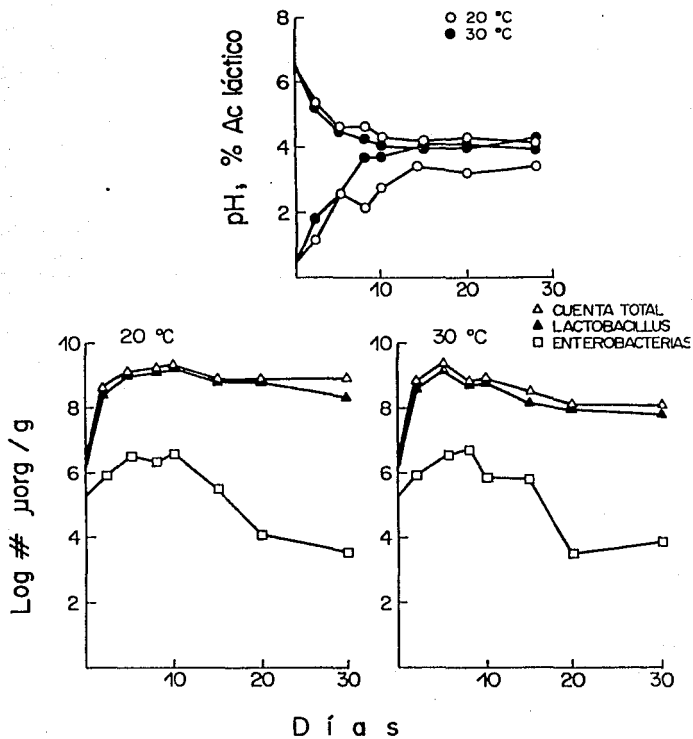 ○ 20 °C
● 30 °C
8
6
4
2
pH, % Ac láctico
10
20
30
△ CUENTA TOTAL
▲ LACTOBACILLUS
□ ENTEROBACTERIAS
20 °C
30 °C
10
8
6
4
2
10
8
6
4
2
Log # µorg / g
10
20
30
10
20
30
Días